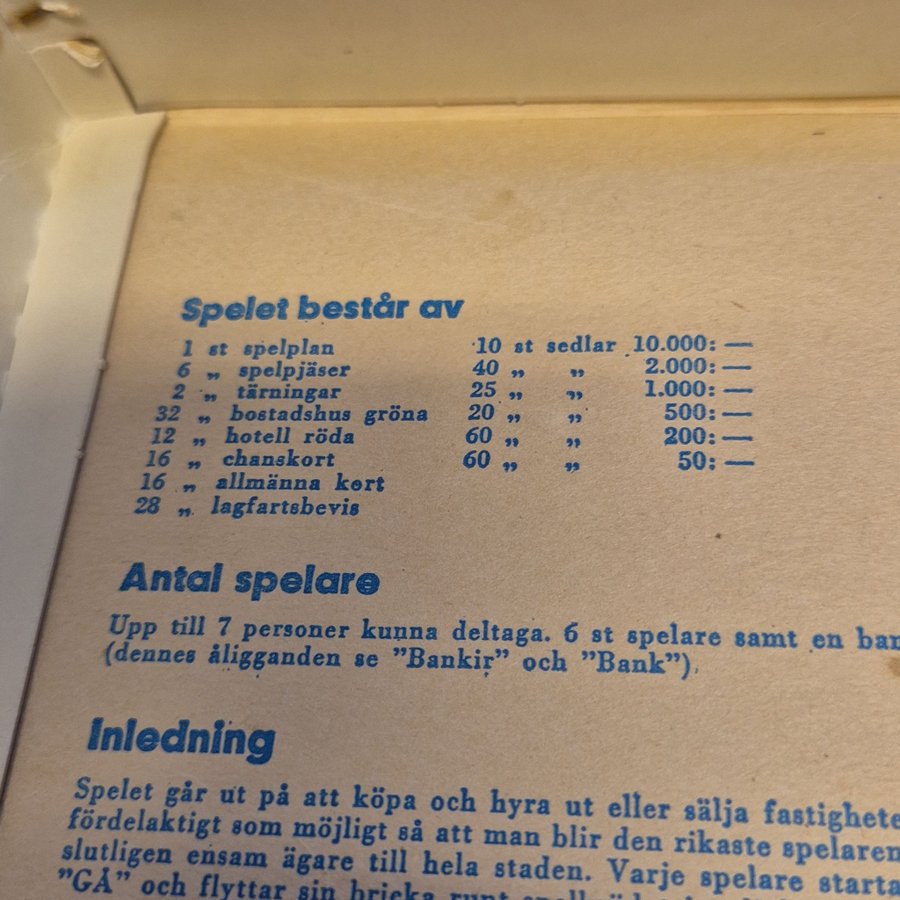 Spelet består av
1 st spelplan 10 st sedlar 10.000: —
6 „ spelpjäser 40 „ „ 2.000: —
2 „ tärningar 25 „ „ 1.000: —
32 „ bostadshus gröna 20 „ „ 500: —
12 „ hotell röda 60 „ „ 200: —
16 „ chanskort 60 „ „ 50: —
16 „ allmänna kort
28 „ lagfartsbevis
Antal spelare
Upp till 7 personer kunna deltaga. 6 st spelare samt en
(dennes åligganden se ”Bankir” och ”Bank”).
Inledning
Spelet går ut på att köpa och hyra ut eller sälja
fördelaktigt som möjligt så att man blir den rikaste spelaren
slutligen ensam ägare till hela staden. Varje spelare
”GÅ” och flyttar sin bricka runt